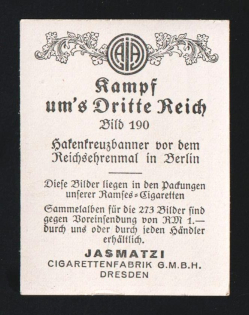 AJA
Kampf
um's Dritte Reich
Bild 190
Hakenkreuzbanner vor dem
Reichsehrenmal in Berlin
Diese Bilder liegen in den Packungen
unserer Ramses-Cigaretten
Sammelalben für die 273 Bilder sind
gegen Voreinsendung von RM 1.—
durch uns oder durch jeden Händler
erhältlich.
JASMATZI
CIGARETTENFABRIK G.M.B.H.
DRESDEN